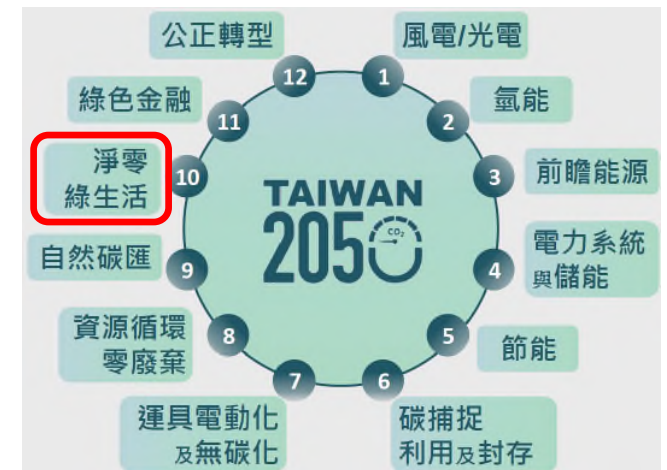 公正轉型
12
1
風電/光電
綠色金融
11
2
氫能
淨零
綠生活
10
3
前瞻能源
TAIWAN
2050
CO₂
自然碳匯
9
4
電力系統
與儲能
資源循環
零廢棄
8
5
節能
7
6
運具電動化
及無碳化
碳捕捉
利用及封存